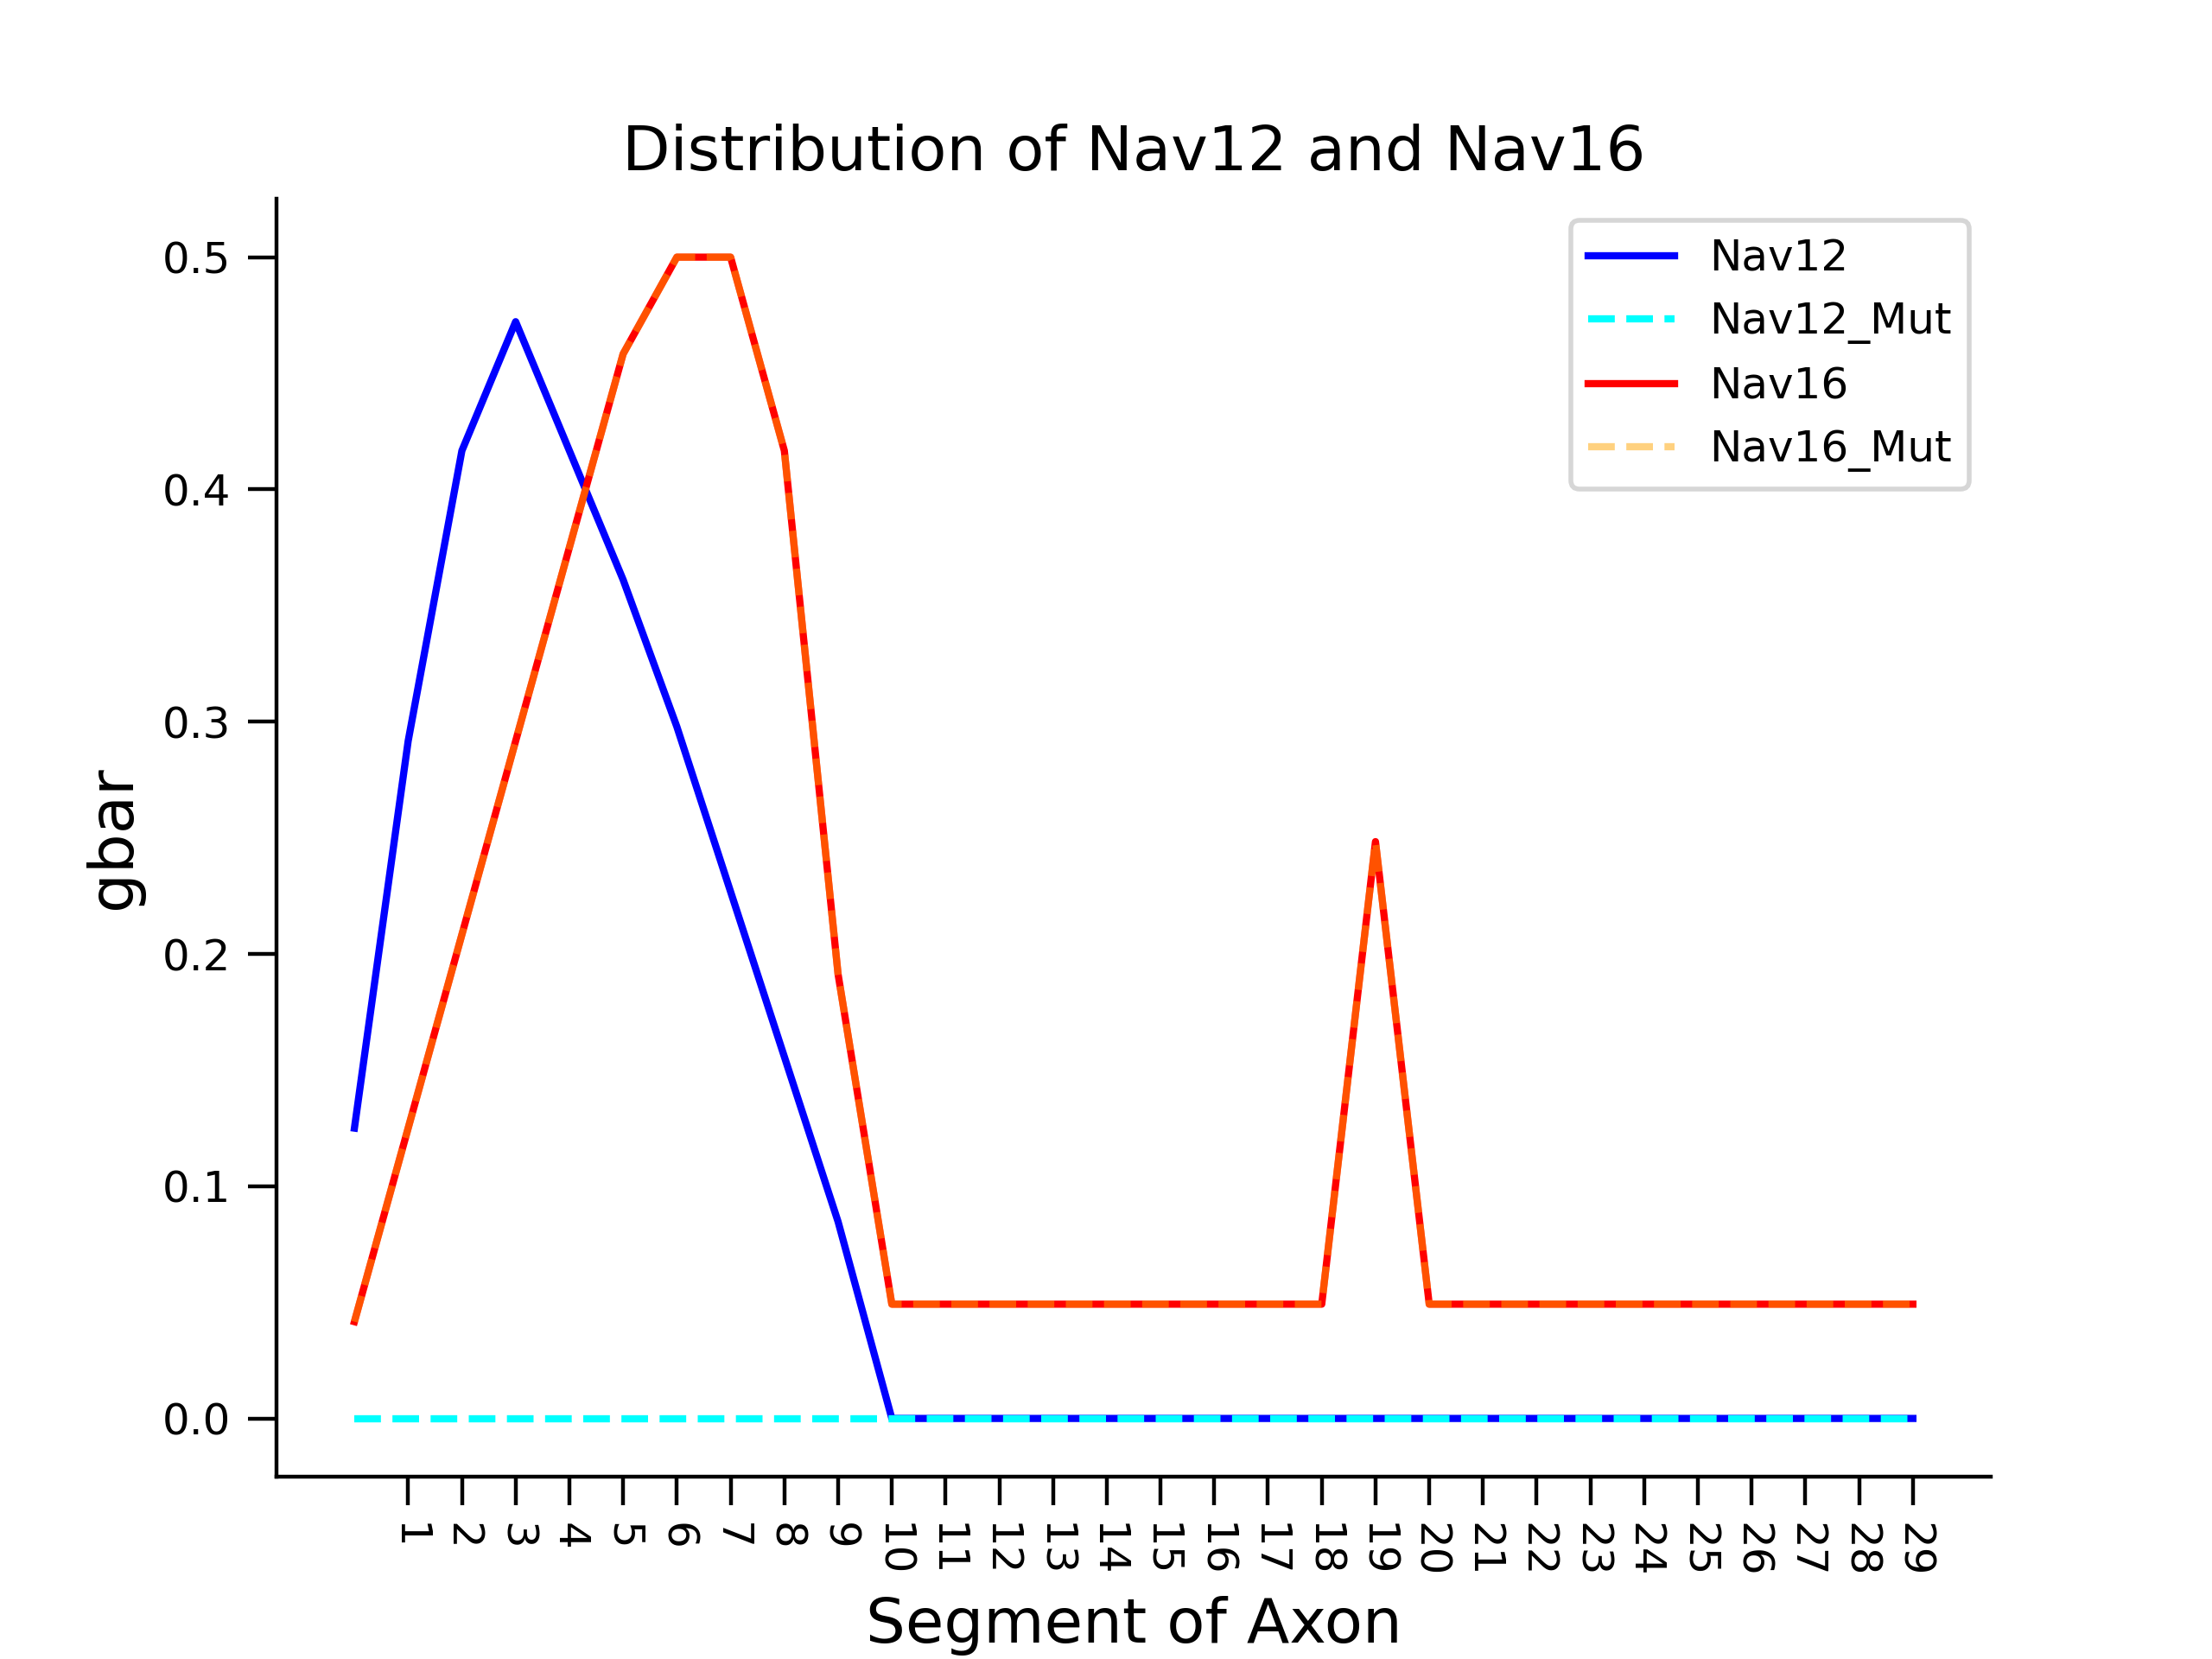 Distribution of Nav12 and Nav16
Nav12
Nav12_Mut
Nav16
Nav16_Mut
0.5
0.4
0.3
0.2
0.1
0.0
gbar
1 2 3 4 5 6 7 8 9 10 11 12 13 14 15 16 17 18 19 20 21 22 23 24 25 26 27 28 29
Segment of Axon